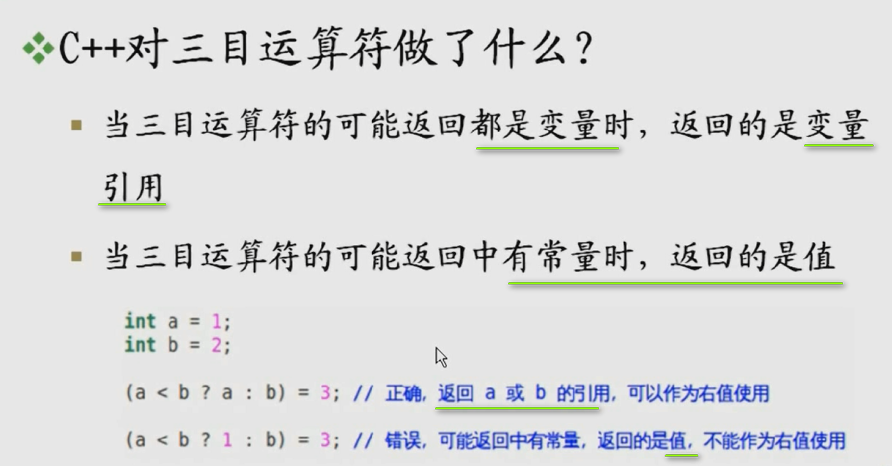 C++对三目运算符做了什么？
当三目运算符的可能返回都是变量时，返回的是变量
引用
当三目运算符的可能返回中有常量时，返回的是值
int a = 1;
int b = 2;
(a < b ? a : b) = 3; // 正确，返回 a 或 b 的引用，可以作为右值使用
(a < b ? 1 : b) = 3; // 错误，可能返回中有常量，返回的是值，不能作为右值使用